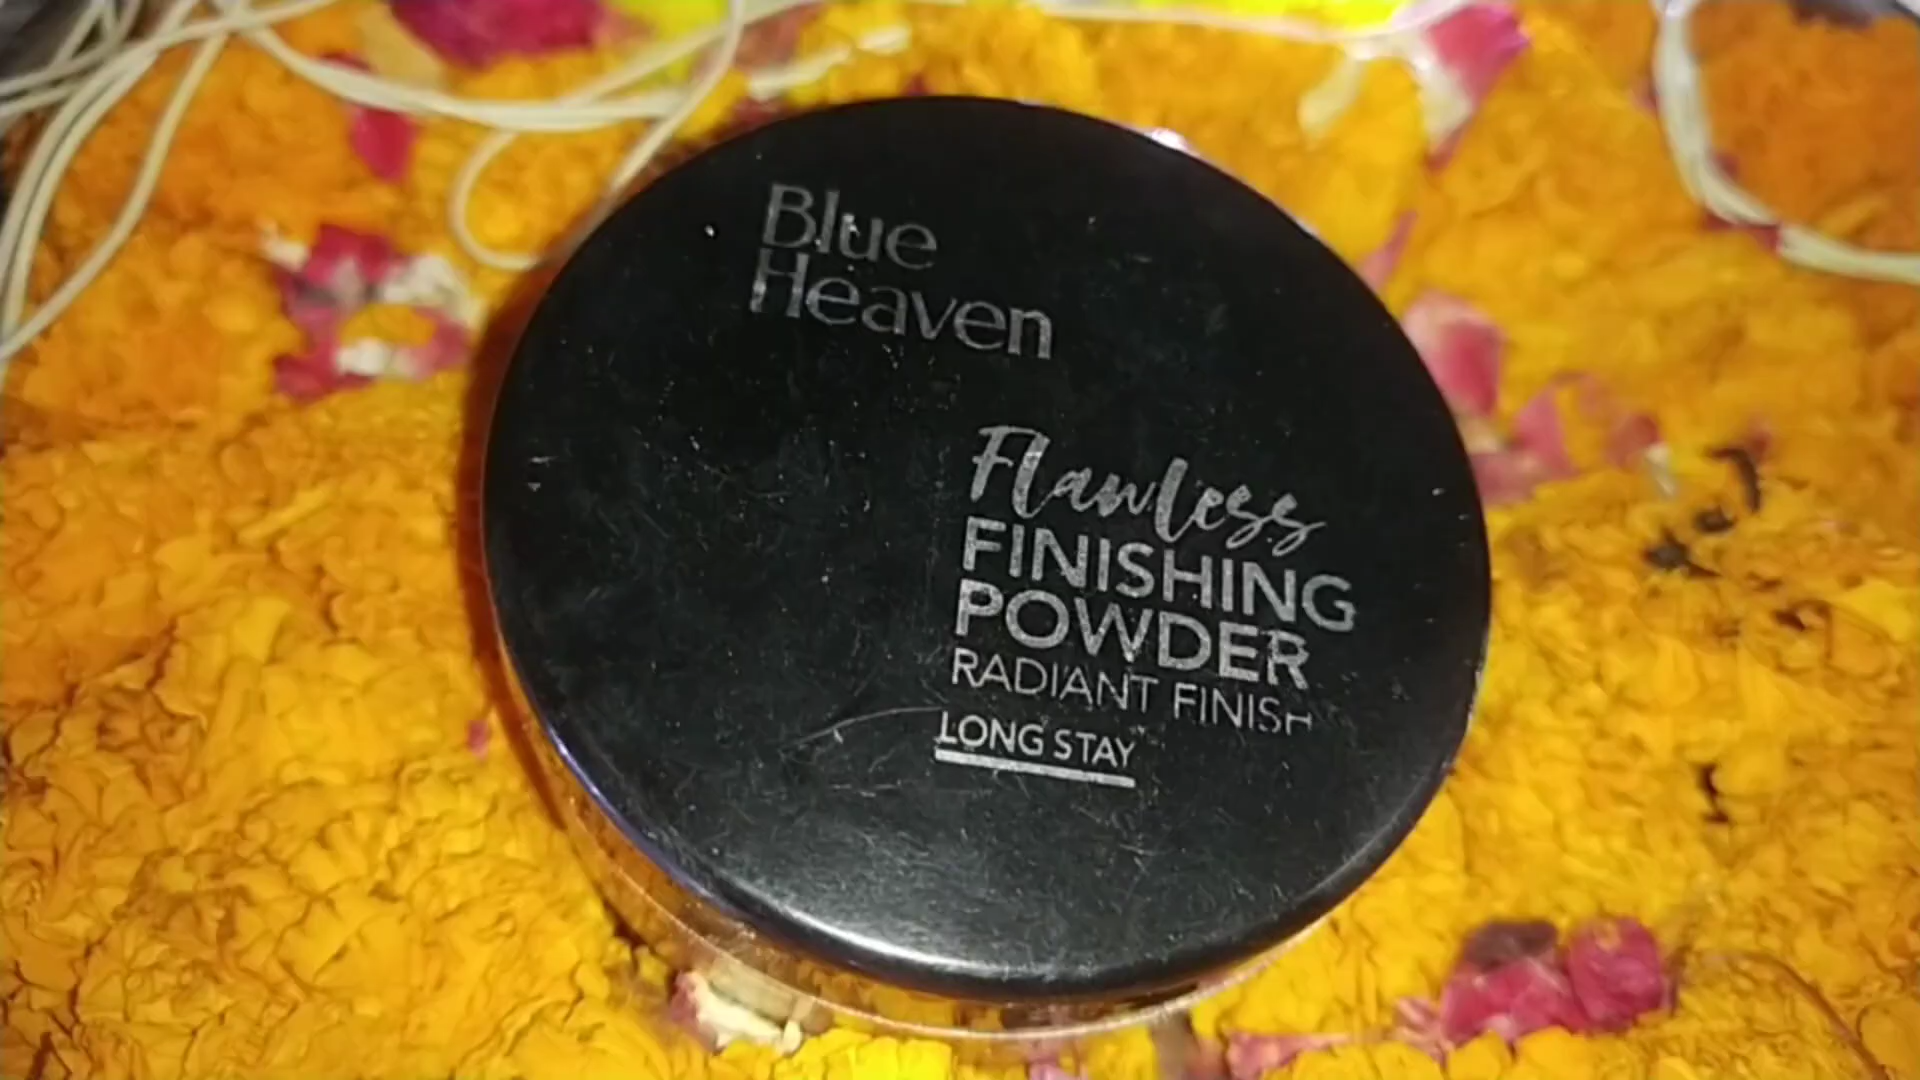 Blue
Heaven
Flawless
FINISHING
POWDER
RADIANT FINISH
LONG STAY